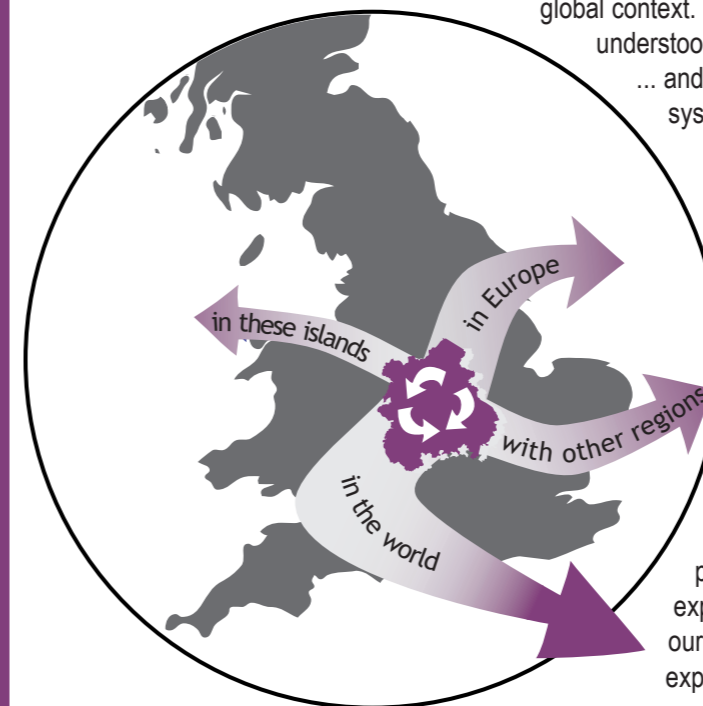 global context.
understoo
... and
sys
in Europe
in these islands
with other regions
in the world
p
exp
our
exp